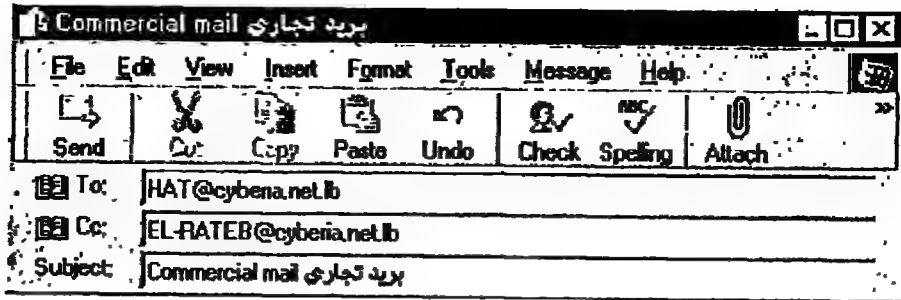 Commercial mail بريد تجاري
File Edit View Insert Format Tools Message Help
Send Cut Copy Paste Undo Check Spelling Attach
To: HAT@cyberia.net.lb
Cc: EL-RATEB@cyberia.net.lb
Subject: Commercial mail بريد تجاري